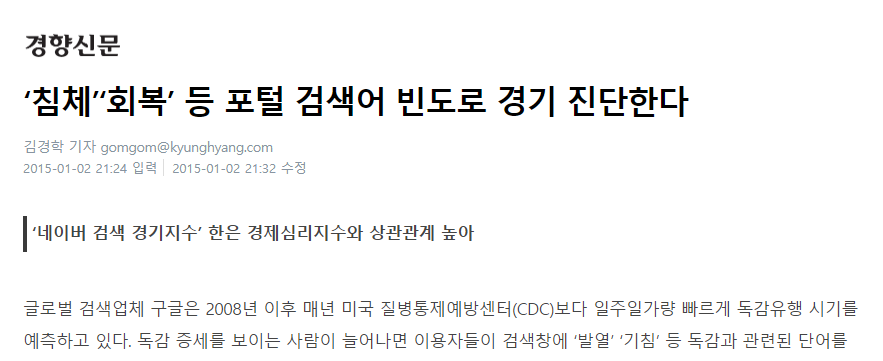 경향신문
‘침체’‘회복’ 등 포털 검색어 빈도로 경기 진단한다
김경학 기자 gomgom@kyunghyang.com
2015-01-02 21:24 입력 2015-01-02 21:32 수정
‘네이버 검색 경기지수’ 한은 경제심리지수와 상관관계 높아
글로벌 검색업체 구글은 2008년 이후 매년 미국 질병통제예방센터(CDC)보다 일주일가량 빠르게 독감유행 시기를
예측하고 있다. 독감 증세를 보이는 사람이 늘어나면 이용자들이 검색창에 ‘발열’ ‘기침’ 등 독감과 관련된 단어를